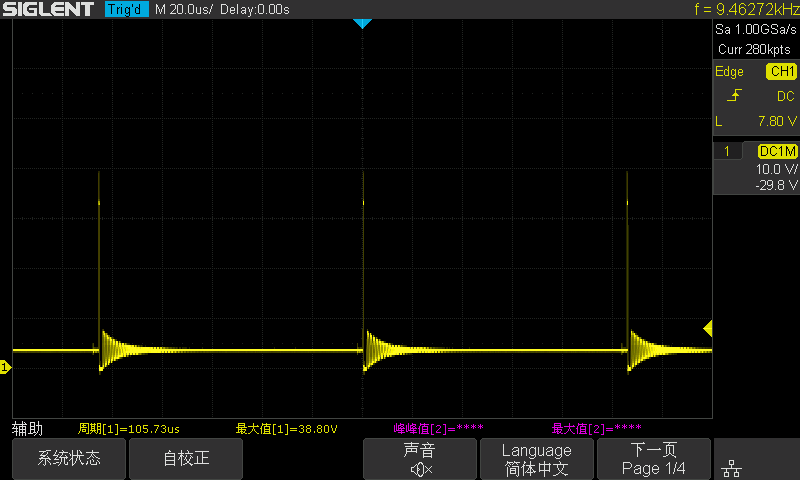 SIGLENT Trig'd M 20.0us/ Delay:0.00s f = 9.46272kHz
Sa 1.00GSa/s
Curr 280kpts
Edge CH1
DC
L 7.80 V
1 DC1M
10.0 V/
-29.8 V
1
辅助 周期[1]=105.73us 最大值[1]=38.80V 峰峰值[2]=**** 最大值[2]=****
系统状态
自校正
声音
Language
简体中文
下一页
Page 1/4